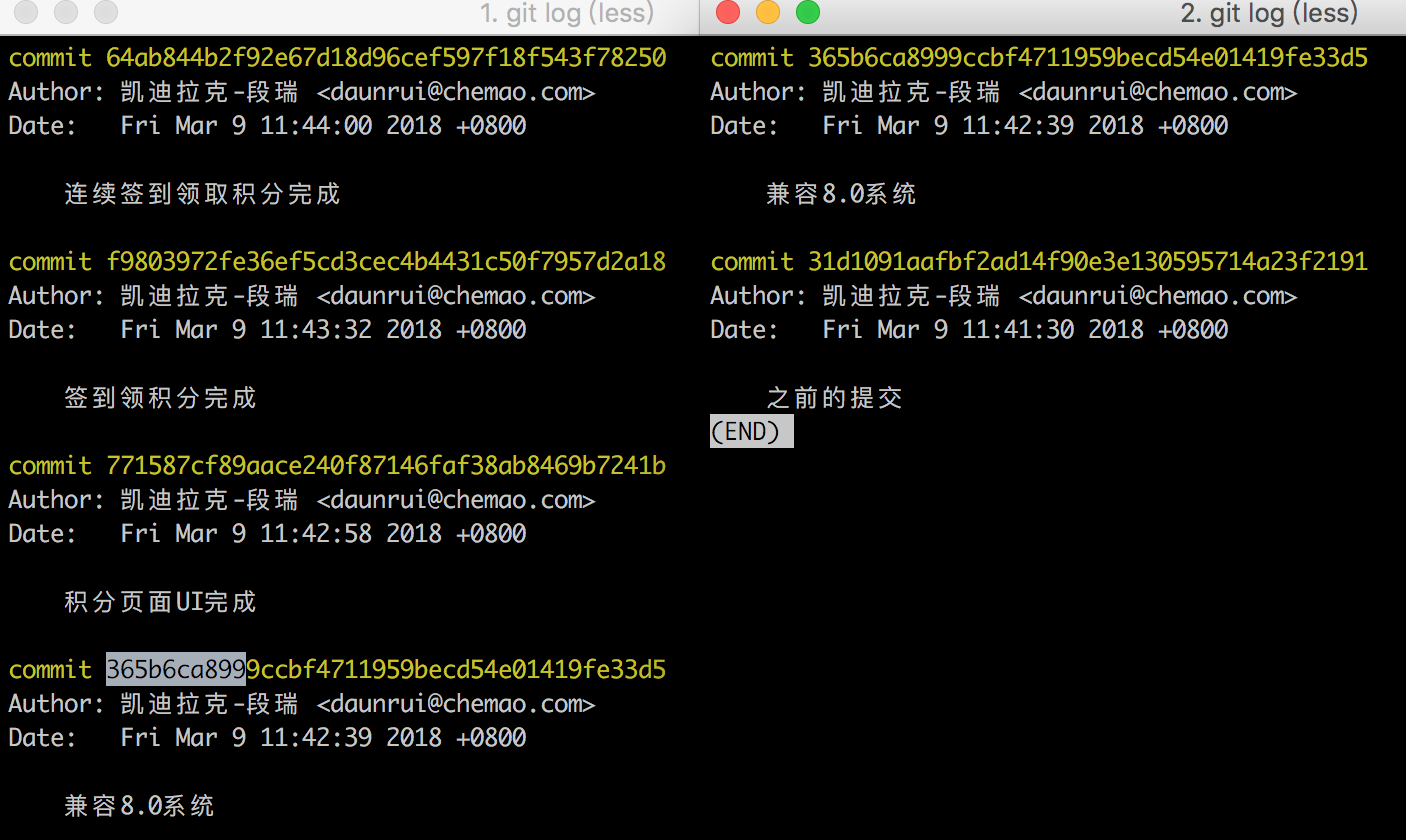 1. git log (less)
commit 64ab844b2f92e67d18d96cef597f18f543f78250
Author: 凯迪拉克-段瑞 <daunrui@chemao.com>
Date:   Fri Mar 9 11:44:00 2018 +0800
连续签到领取积分完成
commit f9803972fe36ef5cd3cec4b4431c50f7957d2a18
Author: 凯迪拉克-段瑞 <daunrui@chemao.com>
Date:   Fri Mar 9 11:43:32 2018 +0800
签到领积分完成
commit 771587cf89aace240f87146faf38ab8469b7241b
Author: 凯迪拉克-段瑞 <daunrui@chemao.com>
Date:   Fri Mar 9 11:42:58 2018 +0800
积分页面UI完成
commit 365b6ca8999ccbf4711959becd54e01419fe33d5
Author: 凯迪拉克-段瑞 <daunrui@chemao.com>
Date:   Fri Mar 9 11:42:39 2018 +0800
兼容8.0系统
2. git log (less)
commit 365b6ca8999ccbf4711959becd54e01419fe33d5
Author: 凯迪拉克-段瑞 <daunrui@chemao.com>
Date:   Fri Mar 9 11:42:39 2018 +0800
兼容8.0系统
commit 31d1091aafbf2ad14f90e3e130595714a23f2191
Author: 凯迪拉克-段瑞 <daunrui@chemao.com>
Date:   Fri Mar 9 11:41:30 2018 +0800
之前的提交
(END)